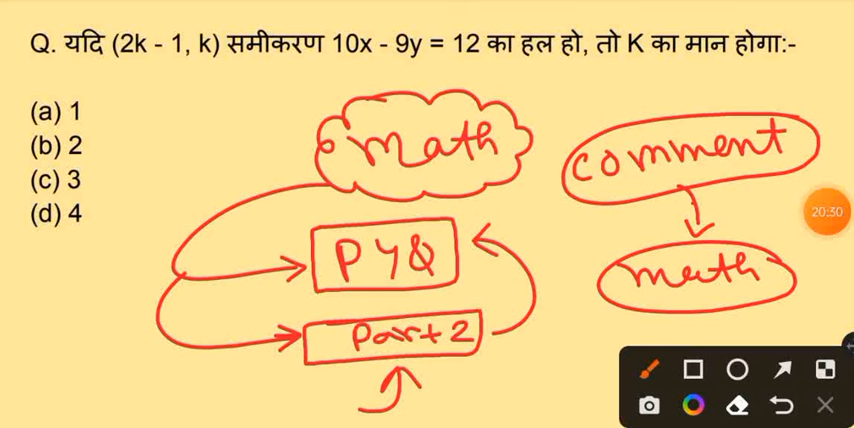 Q. यदि (2k - 1, k) समीकरण 10x - 9y = 12 का हल हो, तो K का मान होगा:-
(a) 1
(b) 2
(c) 3
(d) 4
math
comment
PYQ
math
Part 2
20:30